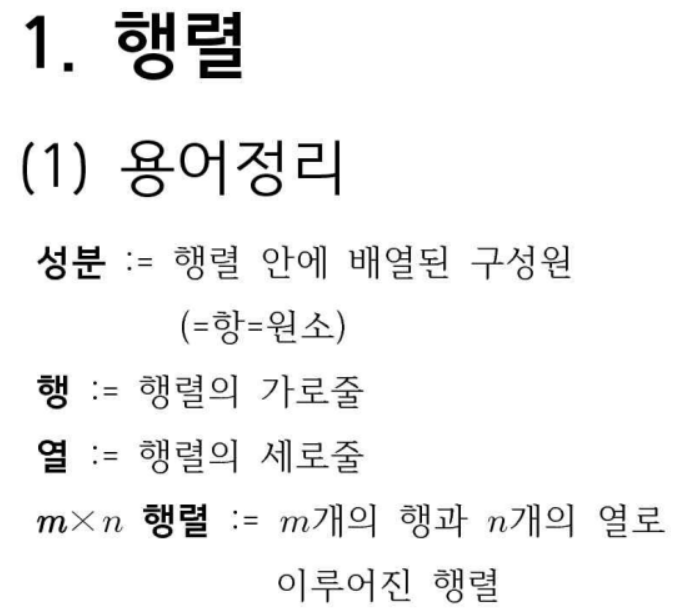 1. 행렬
(1) 용어정리
성분 := 행렬 안에 배열된 구성원
(=항=원소)
행 := 행렬의 가로줄
열 := 행렬의 세로줄
m×n 행렬 := m개의 행과 n개의 열로
이루어진 행렬